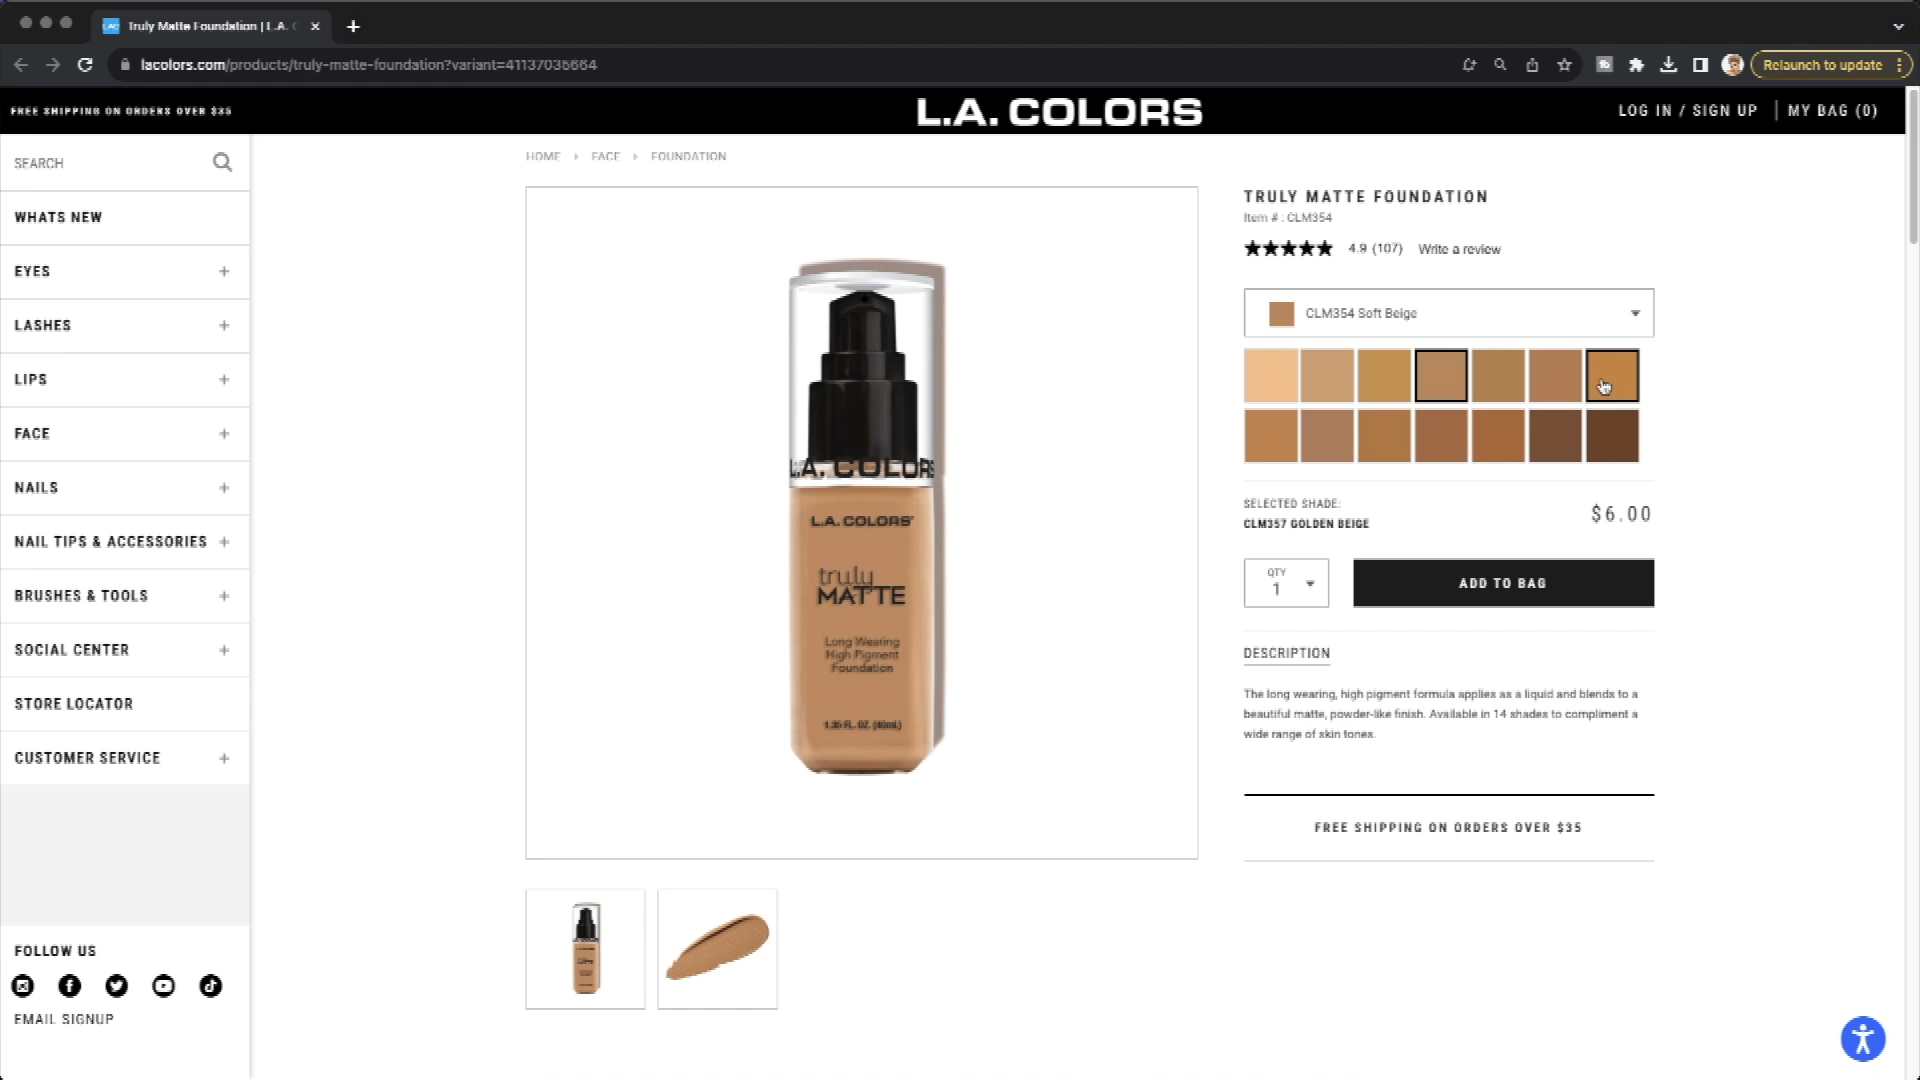 Truly Matte Foundation | L.A. C
lacolors.com/products/truly-matte-foundation?variant=41137035664
Relaunch to update
FREE SHIPPING ON ORDERS OVER $35
L.A. COLORS
LOG IN / SIGN UP | MY BAG (0)
SEARCH
WHATS NEW
EYES +
LASHES +
LIPS +
FACE +
NAILS +
NAIL TIPS & ACCESSORIES +
BRUSHES & TOOLS +
SOCIAL CENTER +
STORE LOCATOR
CUSTOMER SERVICE +
FOLLOW US
EMAIL SIGNUP
HOME FACE FOUNDATION
L.A. COLORS
L.A. COLORS
truly
MATTE
Long Wearing
High Pigment
Foundation
1.35 FL. OZ. (40mL)
TRULY MATTE FOUNDATION
Item # : CLM354
4.9 (107) Write a review
CLM354 Soft Beige
SELECTED SHADE:
CLM357 GOLDEN BEIGE
$6.00
QTY
1
ADD TO BAG
DESCRIPTION
The long wearing, high pigment formula applies as a liquid and blends to a
beautiful matte, powder-like finish. Available in 14 shades to compliment a
wide range of skin tones.
FREE SHIPPING ON ORDERS OVER $35